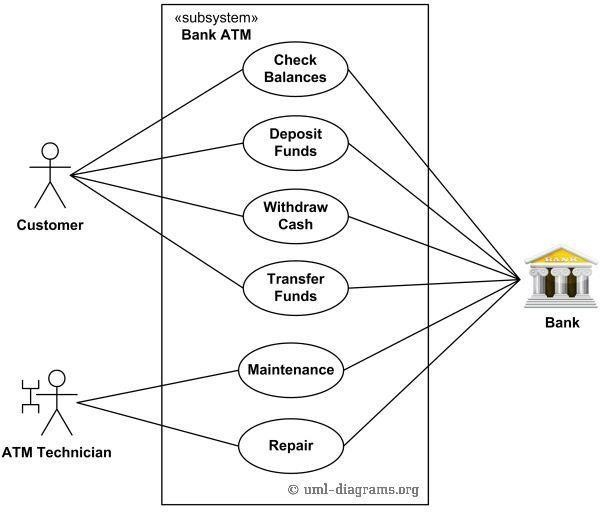 «subsystem»
Bank ATM
Check
Balances
Deposit
Funds
Customer
Withdraw
Cash
BANK
Transfer
Funds
Bank
Maintenance
ATM Technician
Repair
© uml-diagrams.org